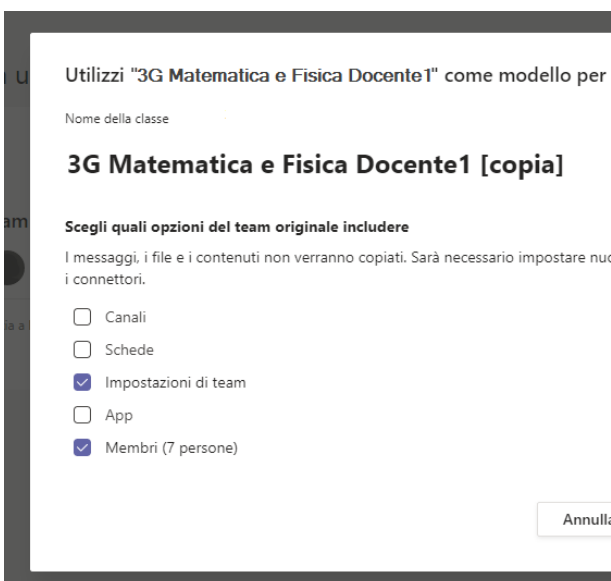 Utilizzi "3G Matematica e Fisica Docente1" come modello per
Nome della classe
3G Matematica e Fisica Docente1 [copia]
Scegli quali opzioni del team originale includere
I messaggi, i file e i contenuti non verranno copiati. Sarà necessario impostare
i connettori.
Canali
Schede
Impostazioni di team
App
Membri (7 persone)